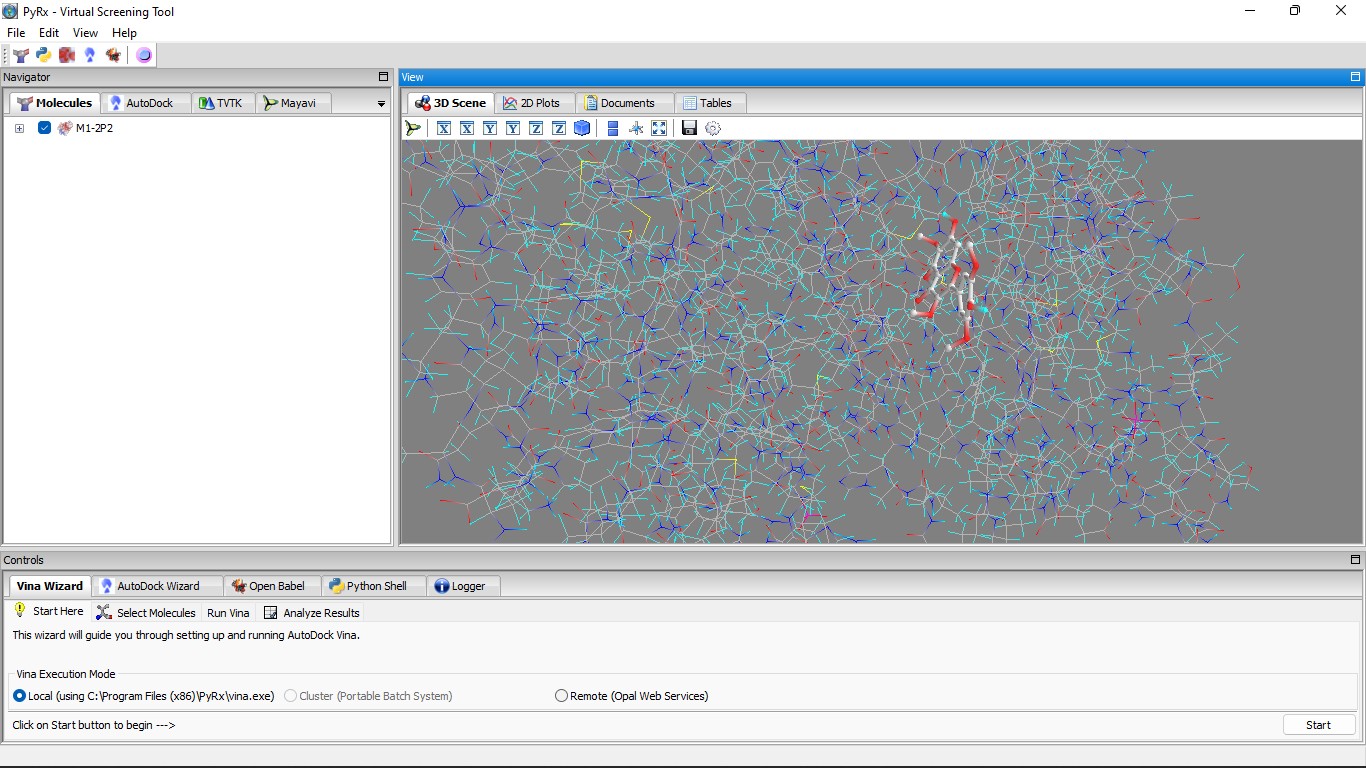 PyRx - Virtual Screening Tool
File Edit View Help
Navigator
View
Molecules AutoDock TVTK Mayavi
3D Scene 2D Plots Documents Tables
X X Y Y Z Z
M1-2P2
Controls
Vina Wizard AutoDock Wizard Open Babel Python Shell Logger
Start Here Select Molecules Run Vina Analyze Results
This wizard will guide you through setting up and running AutoDock Vina.
Vina Execution Mode
Local (using C:\Program Files (x86)\PyRx\vina.exe) Cluster (Portable Batch System) Remote (Opal Web Services)
Click on Start button to begin --->
Start